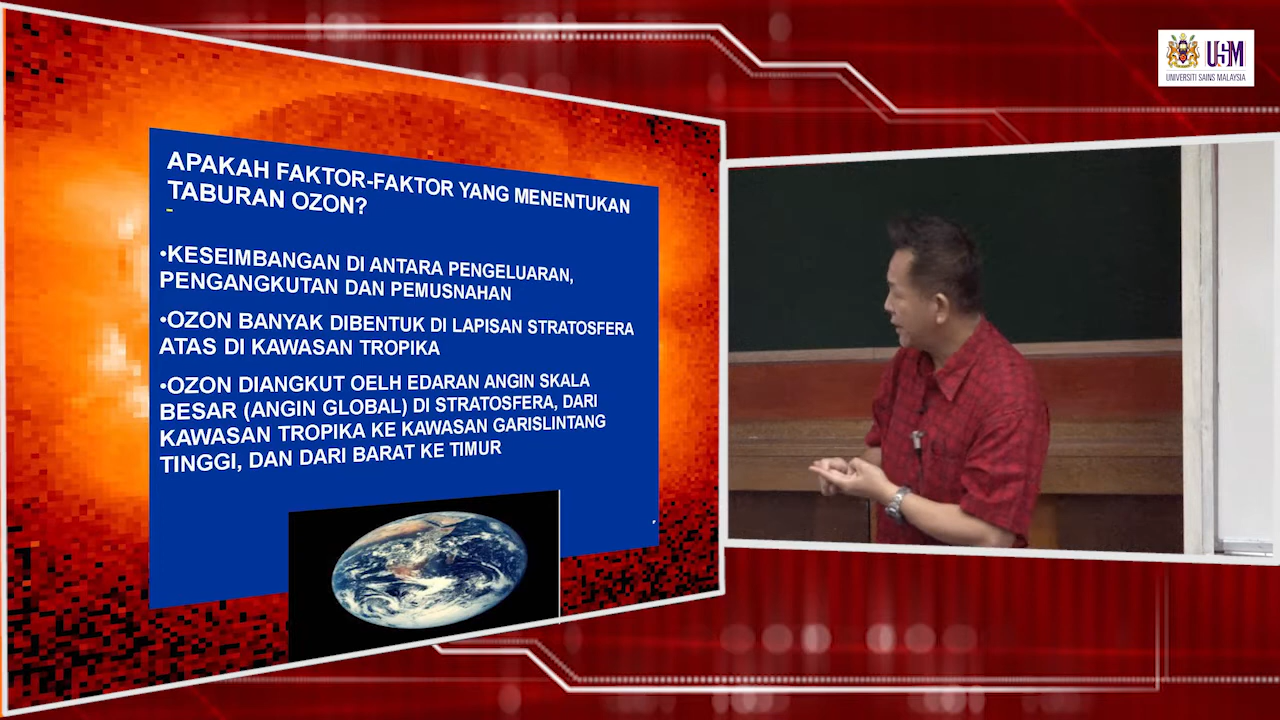 APAKAH FAKTOR-FAKTOR YANG MENENTUKAN
TABURAN OZON?
•KESEIMBANGAN DI ANTARA PENGELUARAN,
PENGANGKUTAN DAN PEMUSNAHAN
•OZON BANYAK DIBENTUK DI LAPISAN STRATOSFERA
ATAS DI KAWASAN TROPIKA
•OZON DIANGKUT OELH EDARAN ANGIN SKALA
BESAR (ANGIN GLOBAL) DI STRATOSFERA, DARI
KAWASAN TROPIKA KE KAWASAN GARISLINTANG
TINGGI, DAN DARI BARAT KE TIMUR
USM
UNIVERSITI SAINS MALAYSIA